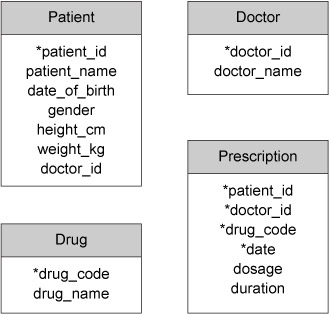 Patient
*patient_id
patient_name
date_of_birth
gender
height_cm
weight_kg
doctor_id
Doctor
*doctor_id
doctor_name
Drug
*drug_code
drug_name
Prescription
*patient_id
*doctor_id
*drug_code
*date
dosage
duration